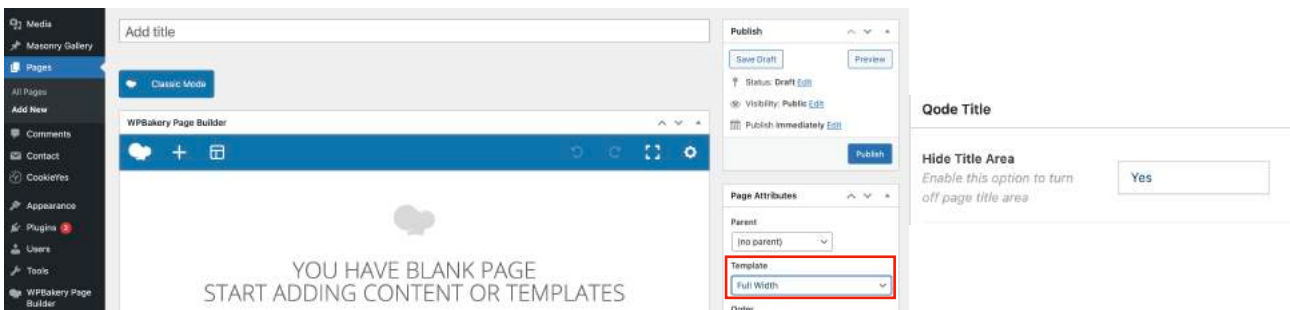 Media
Masonry Gallery
Pages
All Pages
Add New
Comments
Contact
CookieYes
Appearance
Plugins 2
Users
Tools
WPBakery Page
Builder
Add title
Classic Mode
WPBakery Page Builder
YOU HAVE BLANK PAGE
START ADDING CONTENT OR TEMPLATES
Publish
Save Draft
Preview
Status: Draft Edit
Visibility: Public Edit
Publish immediately Edit
Publish
Page Attributes
Parent
(no parent)
Template
Full Width
Order
Qode Title
Hide Title Area
Enable this option to turn
off page title area
Yes